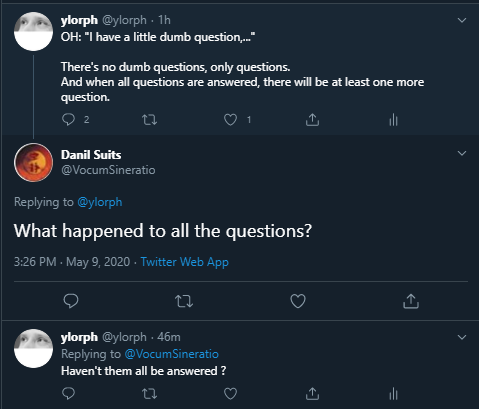 ylorph @ylorph · 1h
OH: "I have a little dumb question,..."
There's no dumb questions, only questions.
And when all questions are answered, there will be at least one more
question.
2
1
Danil Suits
@VocumSineratio
Replying to @ylorph
What happened to all the questions?
3:26 PM · May 9, 2020 · Twitter Web App
ylorph @ylorph · 46m
Replying to @VocumSineratio
Haven't them all be answered ?